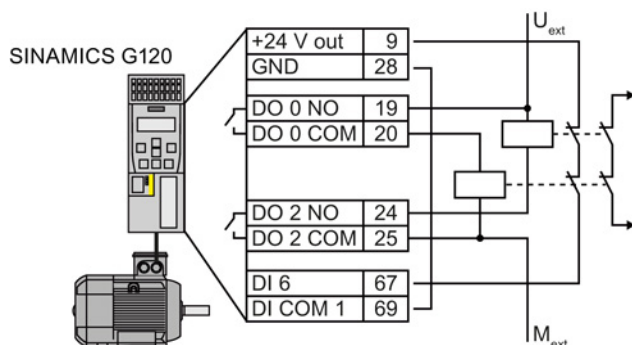 SINAMICS G120
U ext
+24 V out 9
GND 28
DO 0 NO 19
DO 0 COM 20
DO 2 NO 24
DO 2 COM 25
DI 6 67
DI COM 1 69
M ext